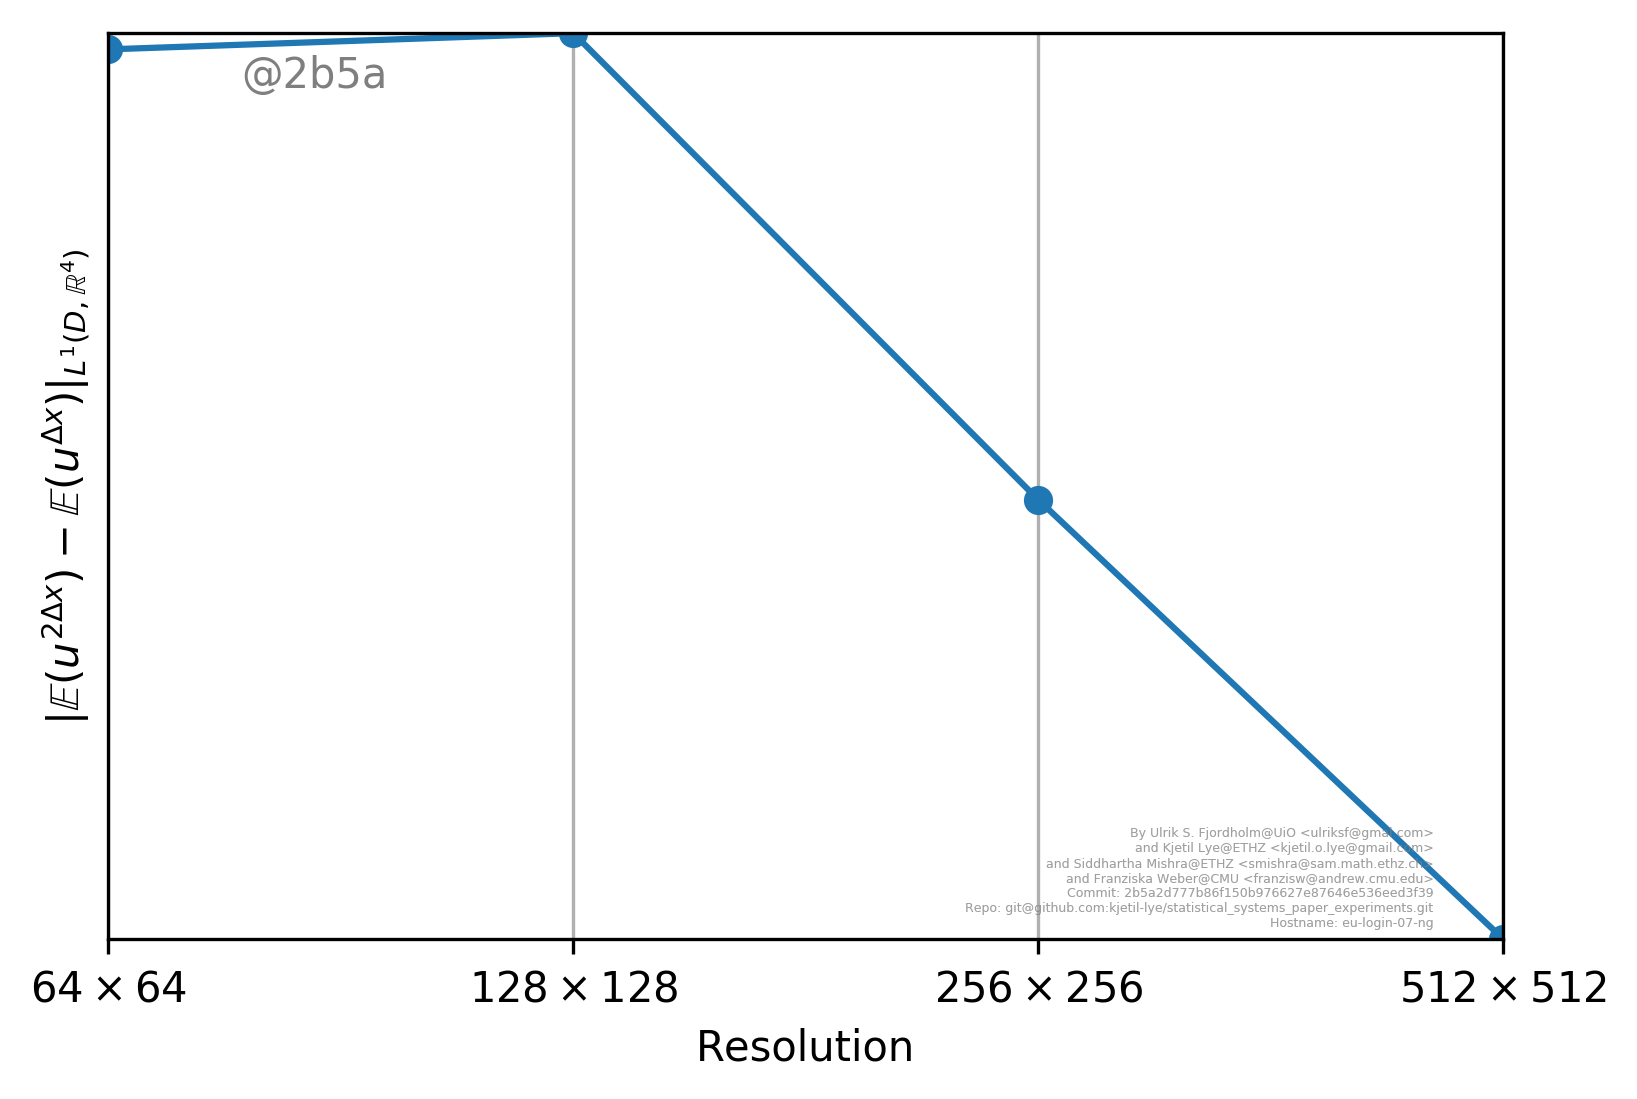 @2b5a
|𝔼(u^{2Δx}) − 𝔼(u^{Δx})|_{L^1(D, ℝ^4)}
By Ulrik S. Fjordholm@UiO <ulriksf@gmail.com>
and Kjetil Lye@ETHZ <kjetil.o.lye@gmail.com>
and Siddhartha Mishra@ETHZ <smishra@sam.math.ethz.ch>
and Franziska Weber@CMU <franzisw@andrew.cmu.edu>
Commit: 2b5a2d777b86f150b976627e87646e536eed3f39
Repo: git@github.com:kjetil-lye/statistical_systems_paper_experiments.git
Hostname: eu-login-07-ng
64 × 64 128 × 128 256 × 256 512 × 512
Resolution